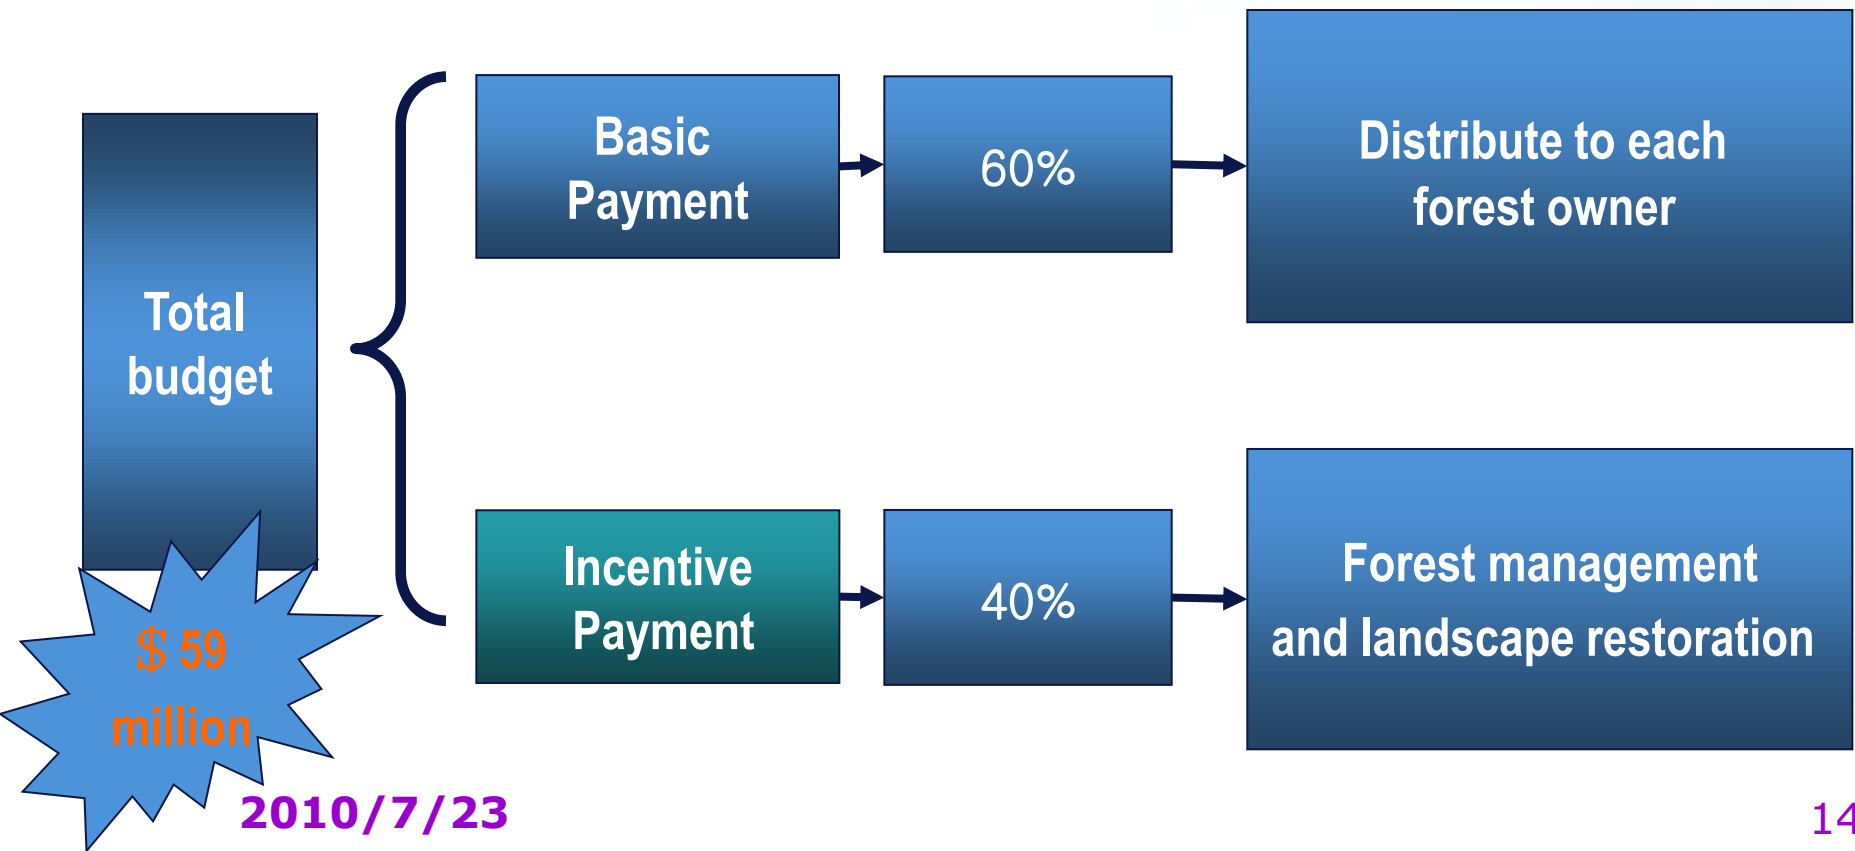 Total
budget
$ 59
million
Basic
Payment
60%
Distribute to each
forest owner
Incentive
Payment
40%
Forest management
and landscape restoration
2010/7/23
14